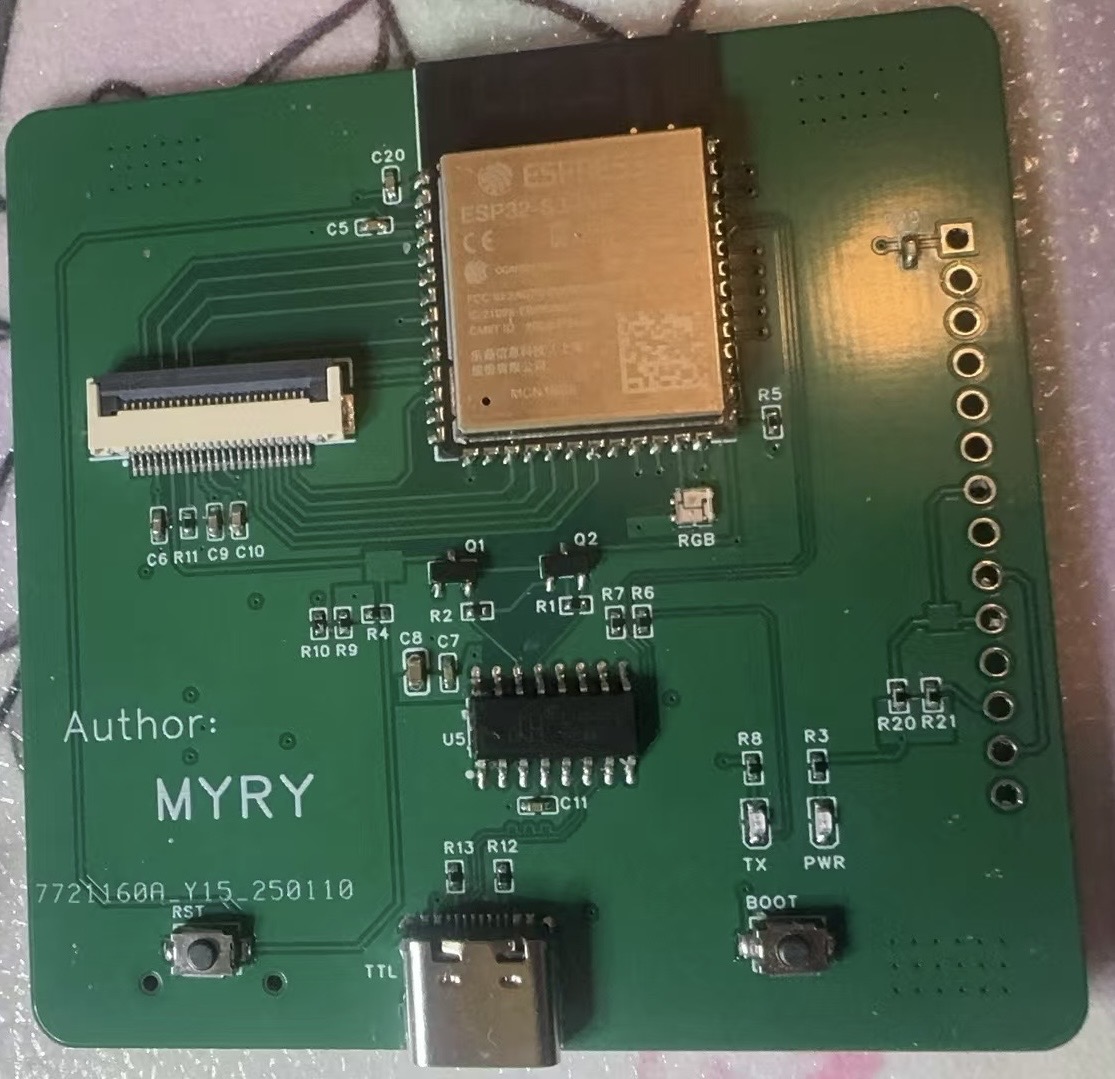 C20
C5
ESP32-S3
CE
R5
RGB
C6 R11 C9 C10
Q1
Q2
R2
R1
R7 R6
R10 R9
R4
C8 C7
U5
Author:
MYRY
R20 R21
R8 R3
C11
TX PWR
R13 R12
7721160A_Y15_250110
RST
BOOT
TTL